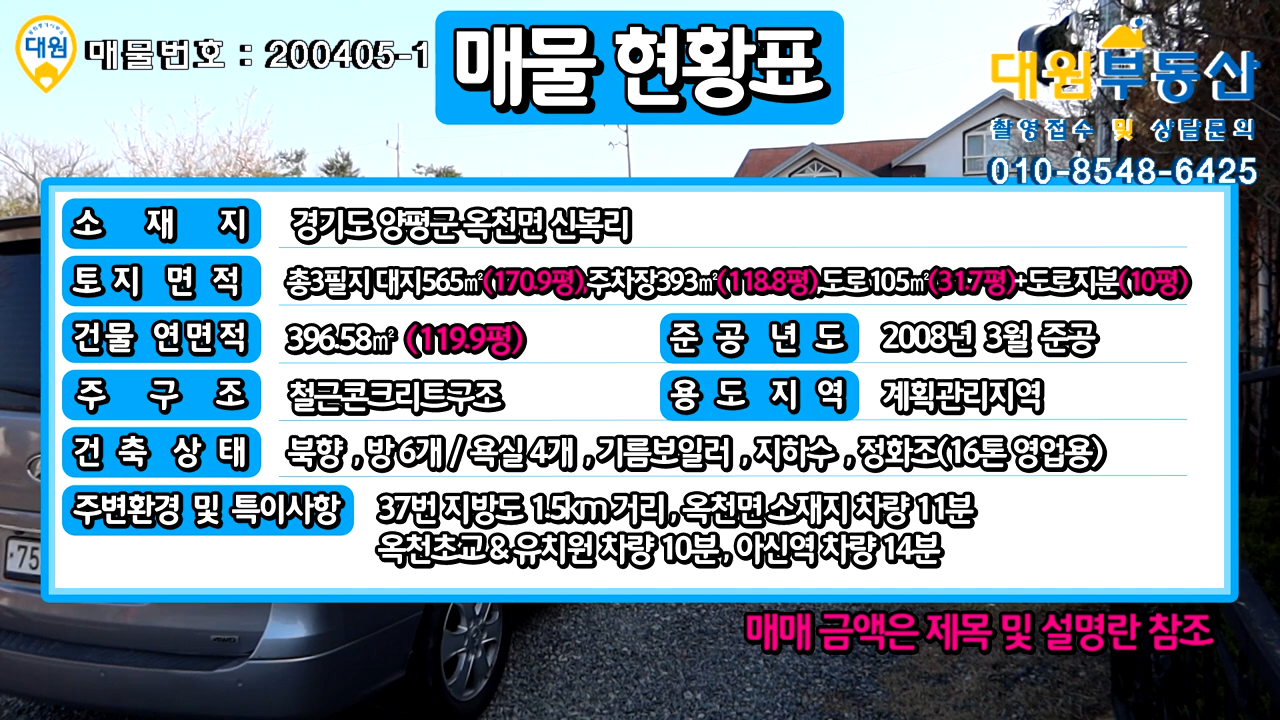 대원
매물번호 : 200405-1
매물 현황표
대원부동산
촬영접수 및 상담문의
010-8548-6425
소재지 경기도 양평군 옥천면 신복리
토지 면적 총3필지 대지565㎡(170.9평),주차장393㎡(118.8평),도로105㎡(31.7평)+도로지분(10평)
건물 연면적 396.58㎡ (119.9평) 준공 년도 2008년 3월 준공
주구조 철근콘크리트구조 용도 지역 계획관리지역
건축 상태 북향 , 방 6개 / 욕실 4개 , 기름보일러 , 지하수 , 정화조(16톤 영업용)
주변환경 및 특이사항 37번 지방도 1.5km 거리 , 옥천면 소재지 차량 11분
옥천초교 & 유치원 차량 10분 , 아신역 차량 14분
75
4WD
매매 금액은 제목 및 설명란 참조